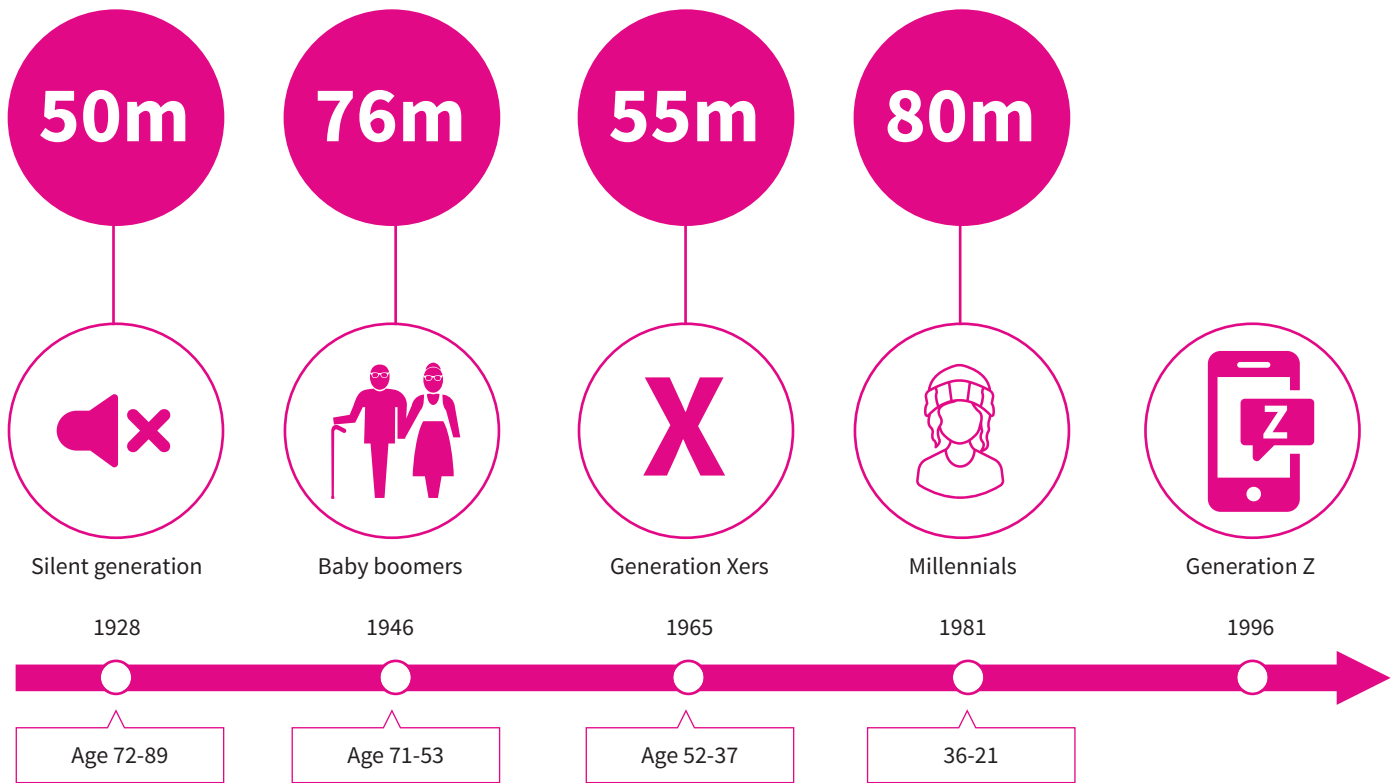 50m
76m
55m
80m
X
Z
Silent generation
Baby boomers
Generation Xers
Millennials
Generation Z
1928
1946
1965
1981
1996
Age 72-89
Age 71-53
Age 52-37
36-21